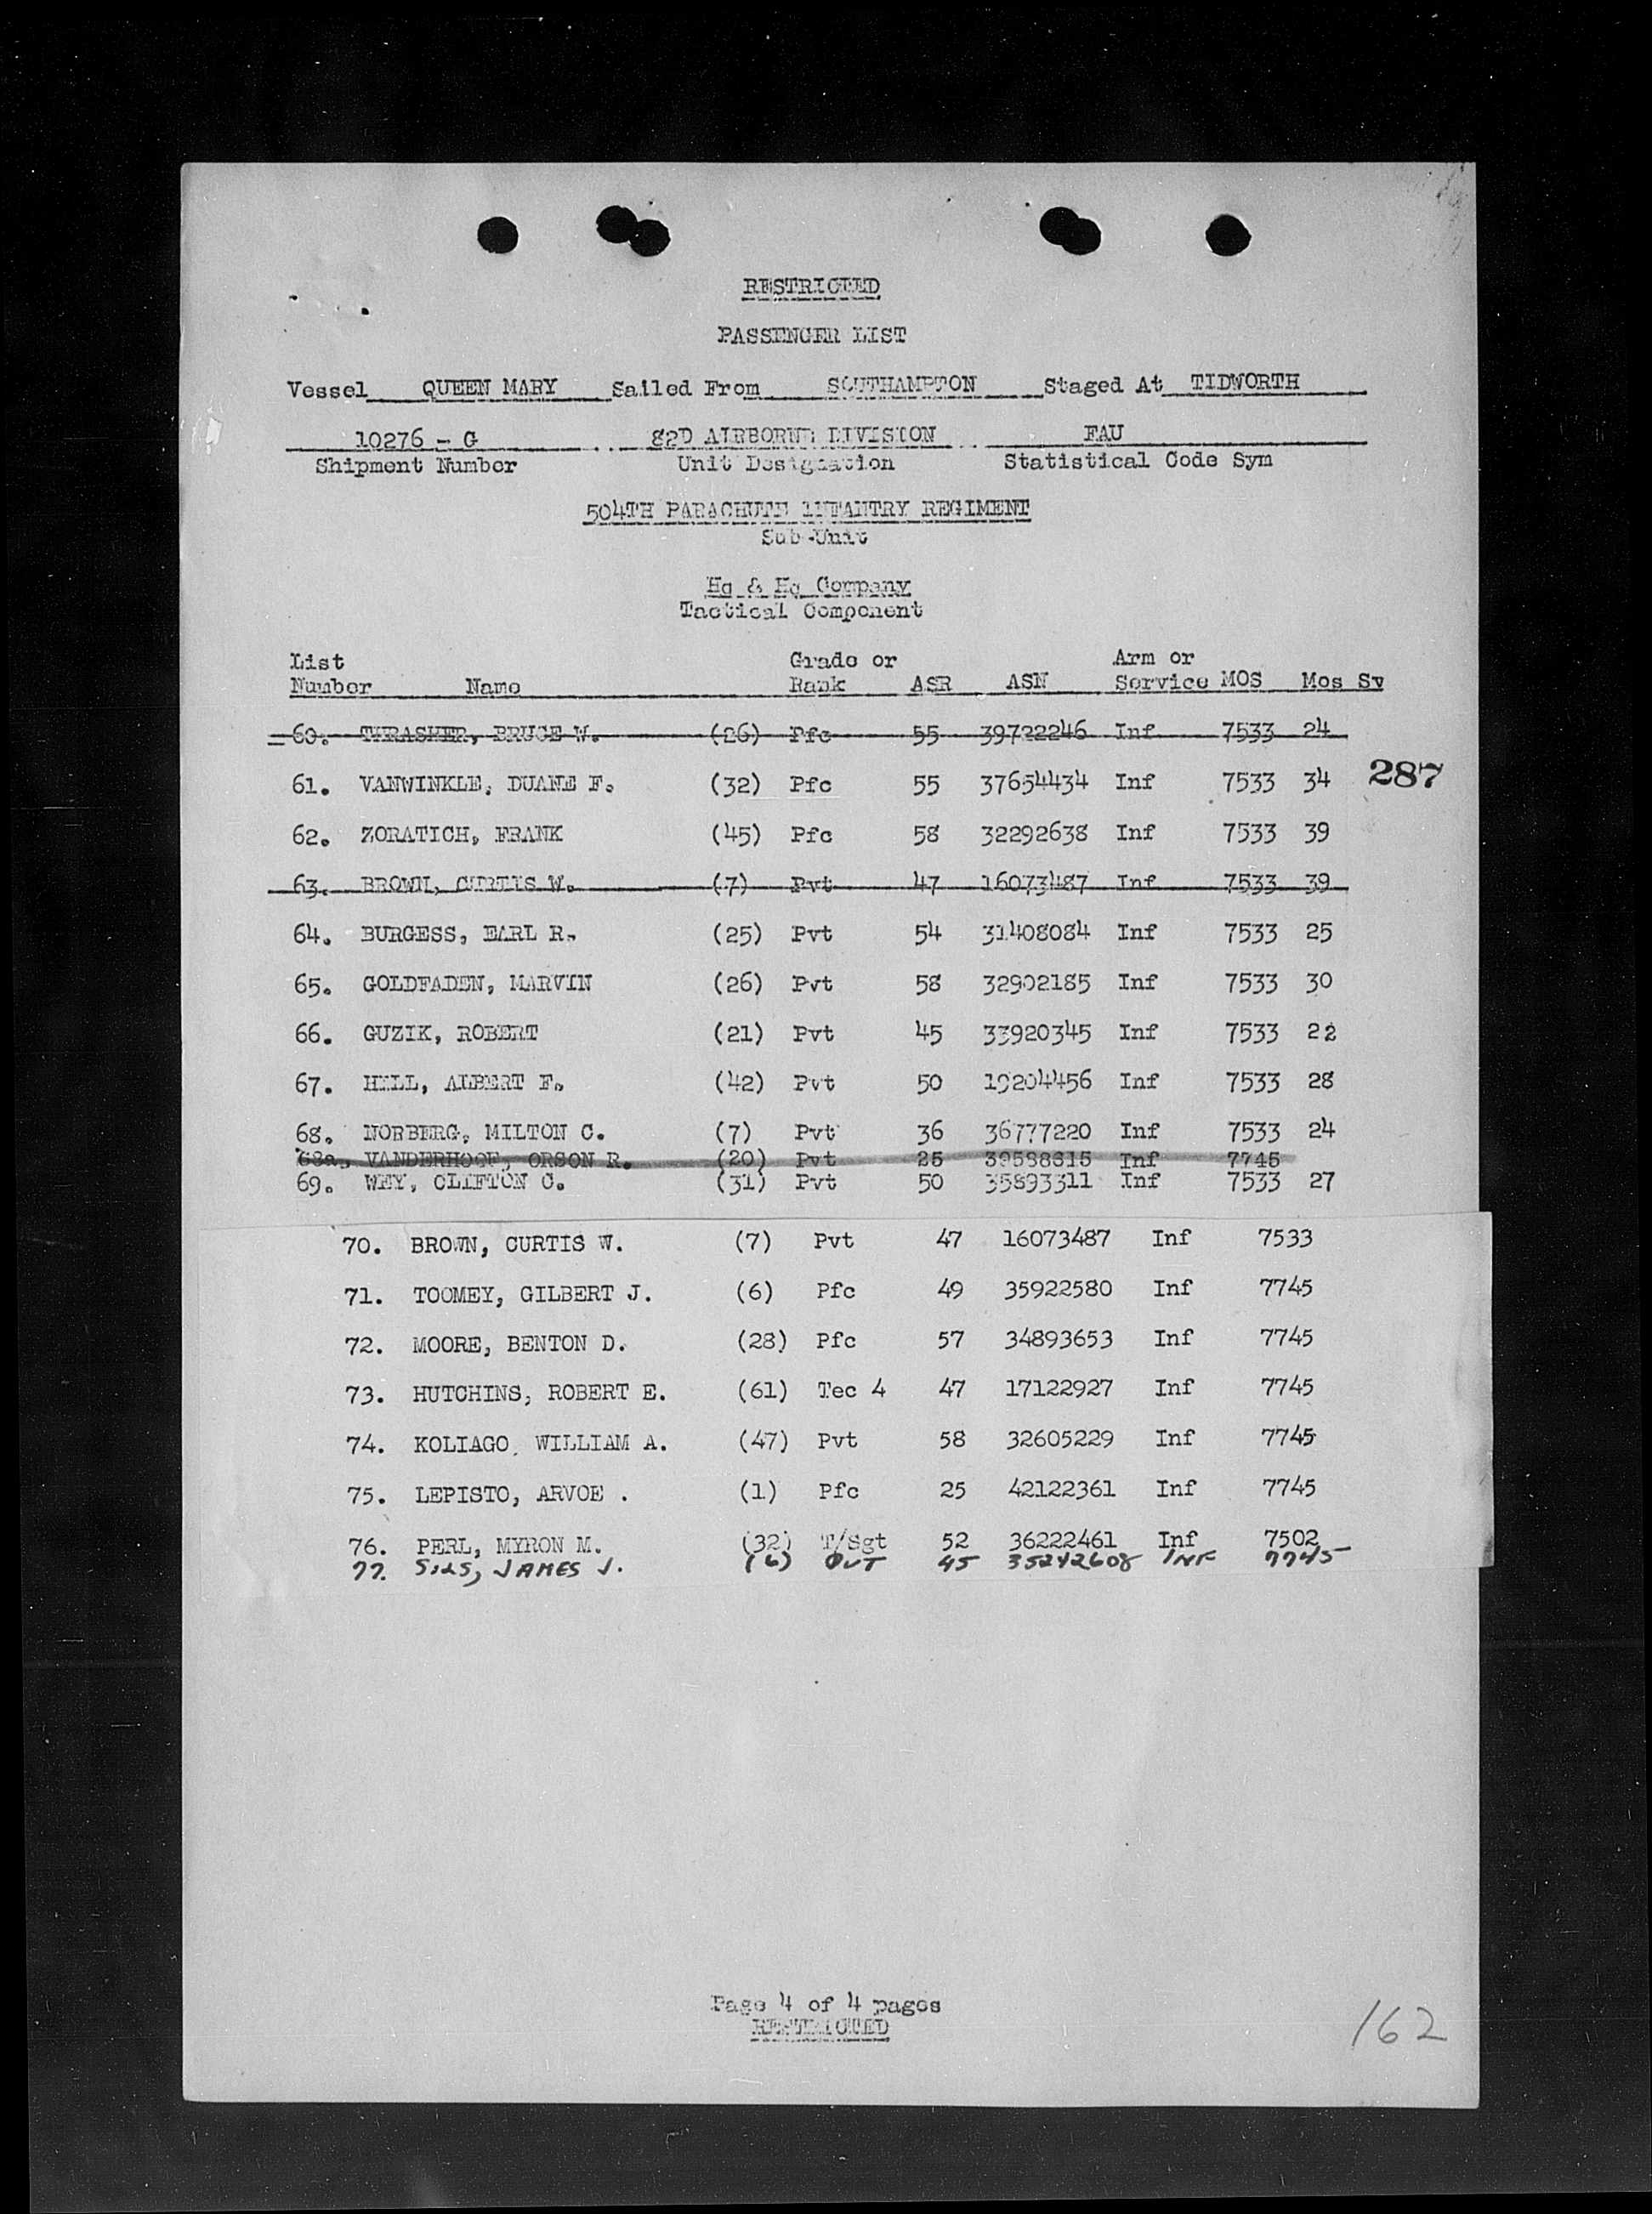 RESTRICTED
PASSENGER LIST
Vessel QUEEN MARY Sailed From SOUTHAMPTON Staged At TIDWORTH
10276 - G 82D AIRBORNE DIVISION FAU
Shipment Number Unit Designation Statistical Code Sym
504TH PARACHUTE INFANTRY REGIMENT
Sub-Unit
Hq & Hq Company
Tactical Component
List Grade or Arm or
Number Name Rank ASR ASN Service MOS Mos Sv
60. THRASHER, BRUCE W. (26) Pfc 55 39722246 Inf 7533 24
61. VANWINKLE, DUANE F. (32) Pfc 55 37654434 Inf 7533 34 287
62. ZORATICH, FRANK (45) Pfc 58 32292638 Inf 7533 39
63. BROWN, CURTIS W. (7) Pvt 47 16073487 Inf 7533 39
64. BURGESS, EARL R. (25) Pvt 54 31408084 Inf 7533 25
65. GOLDFADEN, MARVIN (26) Pvt 58 32902185 Inf 7533 30
66. GUZIK, ROBERT (21) Pvt 45 33920345 Inf 7533 22
67. HILL, ALBERT F. (42) Pvt 50 19204456 Inf 7533 28
68. NORBERG, MILTON C. (7) Pvt 36 36777220 Inf 7533 24
68a. VANDERHOOF, ORSON R. (20) Pvt 25 39588815 Inf 7745
69. WEY, CLIFTON C. (31) Pvt 50 35893311 Inf 7533 27
70. BROWN, CURTIS W. (7) Pvt 47 16073487 Inf 7533
71. TOOMEY, GILBERT J. (6) Pfc 49 35922580 Inf 7745
72. MOORE, BENTON D. (28) Pfc 57 34893653 Inf 7745
73. HUTCHINS, ROBERT E. (61) Tec 4 47 17122927 Inf 7745
74. KOLIAGO, WILLIAM A. (47) Pvt 58 32605229 Inf 7745
75. LEPISTO, ARVOE . (1) Pfc 25 42122361 Inf 7745
76. PERL, MYRON M. (32) T/Sgt 52 36222461 Inf 7502
77. JAMES J. (6) PVT 45 35242608 INF 7745
Page 4 of 4 pages
RESTRICTED
162